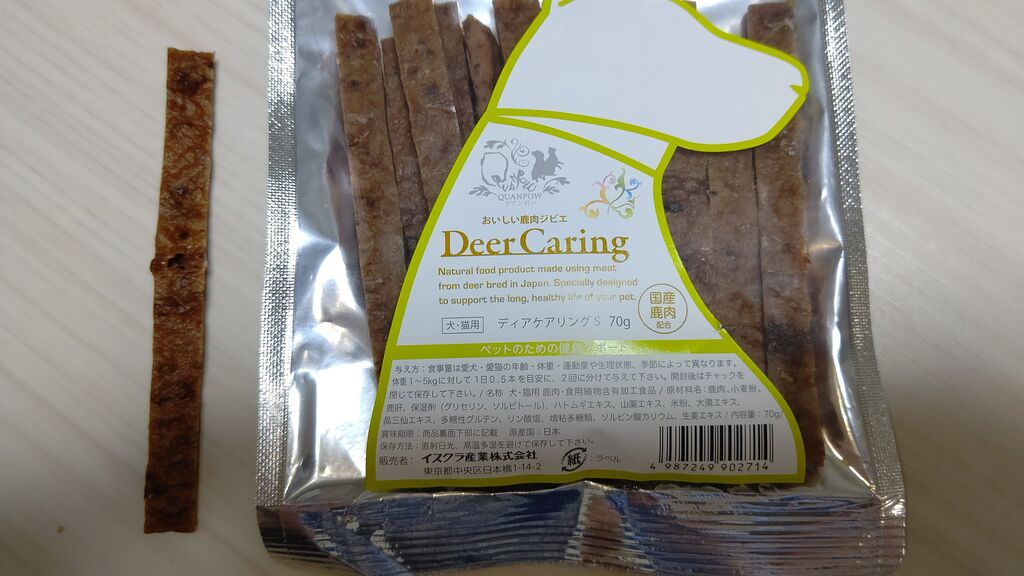 QUANPOW
クアンポー
おいしい鹿肉ジビエ
Deer Caring
Natural food product made using meat
from deer bred in Japan. Specially designed
to support the long, healthy life of your pet.
国産
鹿肉
配合
犬・猫用 ディアケアリングS 70g
ペットのための健康サポート
与え方：食事量は愛犬・愛猫の年齢・体重・運動量や生理状態、季節によって異なります。
体重1～5kgに対して1日0.5本を目安に、2回に分けて与えて下さい。開封後はチャックを
閉じて保存して下さい。/ 名称 犬・猫用 鹿肉・食用植物含有加工食品 / 原材料名：鹿肉、小麦粉、
鹿肝、保湿剤（グリセリン、ソルビトール）、ハトムギエキス、山薬エキス、米粉、大棗エキス、
晶三仙エキス、多糖性グルテン、リン酸塩、増粘多糖類、ソルビン酸カリウム、生姜エキス / 内容量：70g/
賞味期限：商品裏面下部に記載 原産国：日本
保存方法：直射日光、高温多湿を避けて保存して下さい。
販売者：イスクラ産業株式会社
東京都中央区日本橋1-14-2
紙：ラベル
4 987249 902714